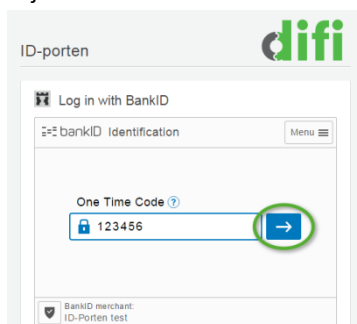 ID-porten
difi
Log in with BankID
bankID Identification
Menu
One Time Code ?
123456
BankID merchant:
ID-Porten test